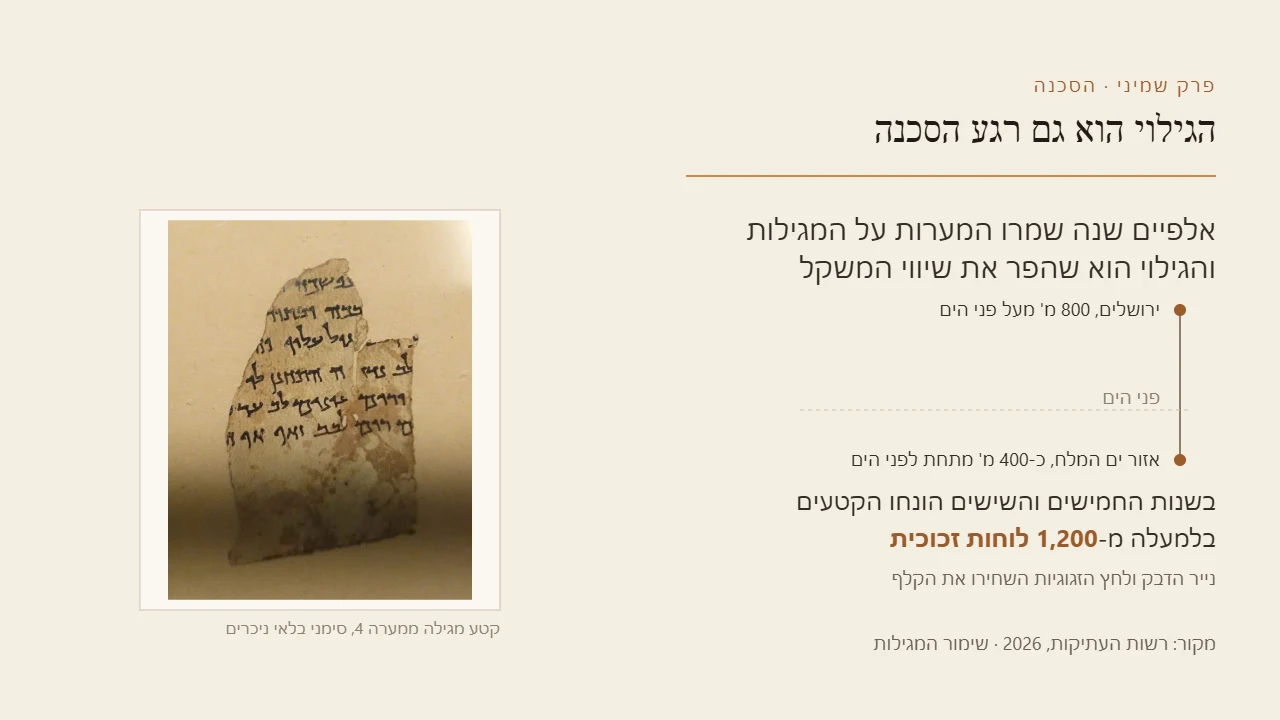 פרק שמיני · הסכנה
הגילוי הוא גם רגע הסכנה
אלפיים שנה שמרו המערות על המגילות
והגילוי הוא שהפר את שיווי המשקל
ירושלים, 800 מ' מעל פני הים
פני הים
אזור ים המלח, כ-400 מ' מתחת לפני הים
בשנות החמישים והשישים הונחו הקטעים
בלמעלה מ-1,200 לוחות זכוכית
נייר הדבק ולחץ הזגוגיות השחירו את הקלף
מקור: רשות העתיקות, 2026 · שימור המגילות
קטע מגילה ממערה 4, סימני בלאי ניכרים